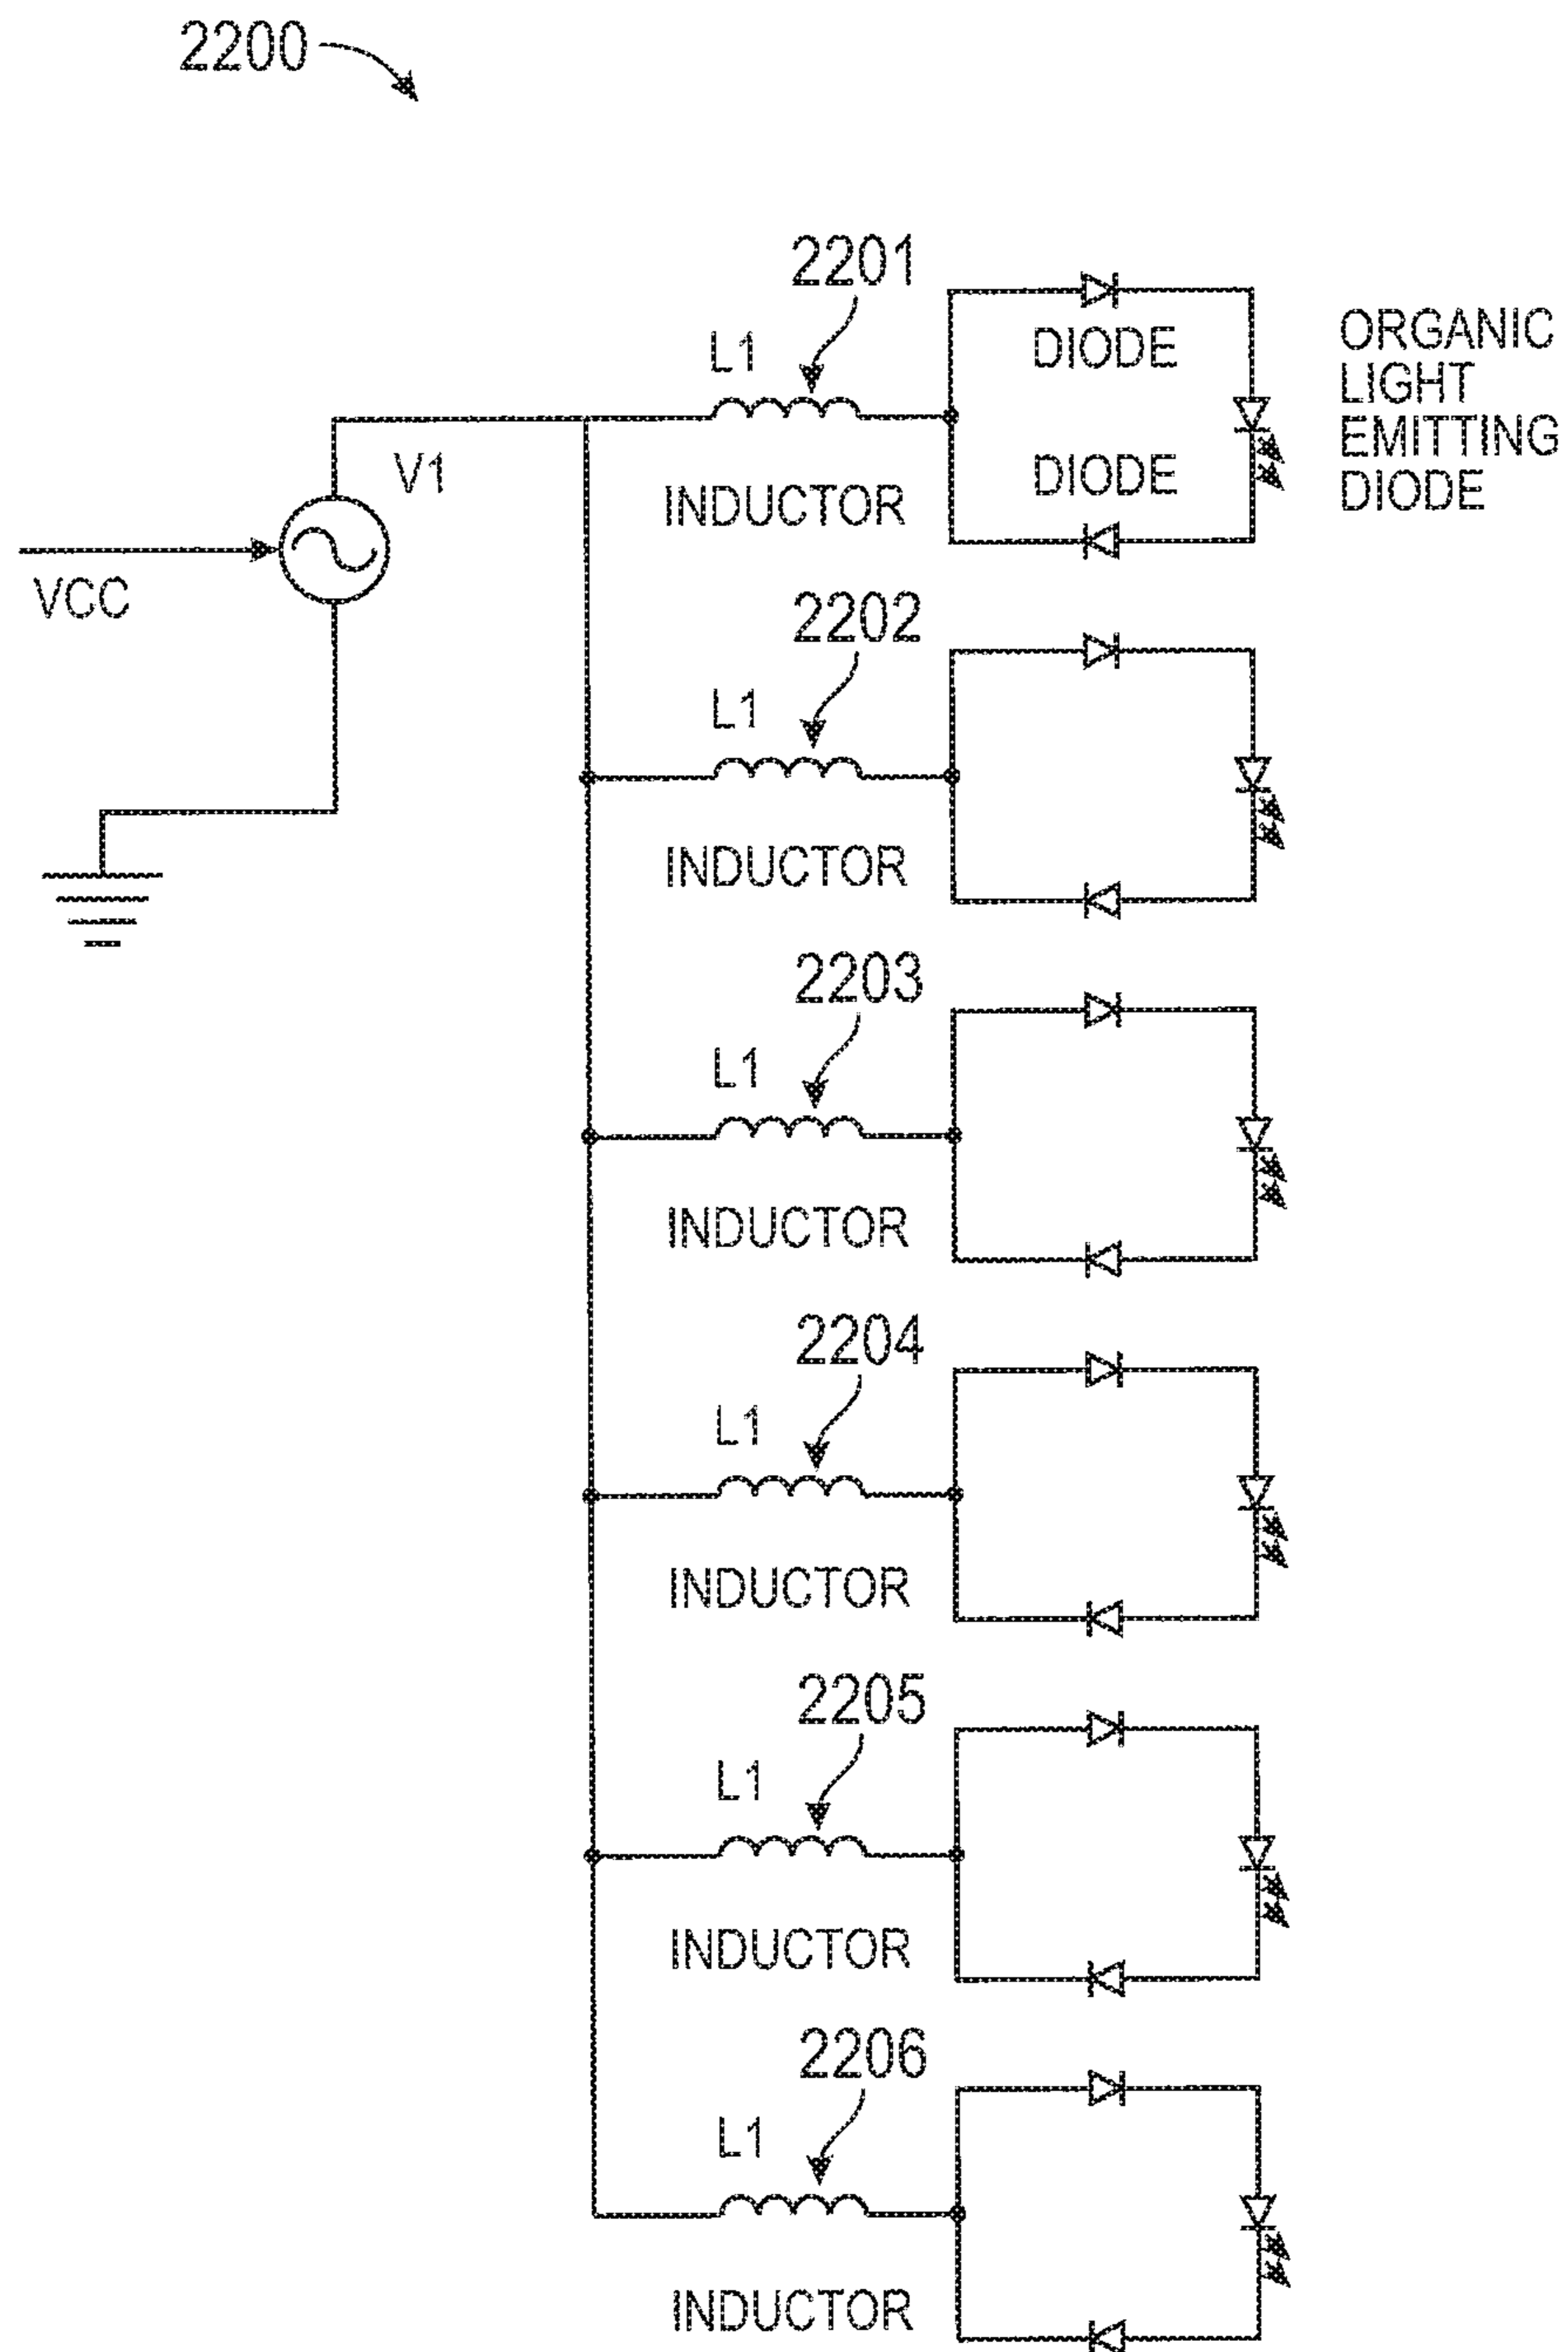 2200
2201
L1
DIODE
ORGANIC
LIGHT
EMITTING
DIODE
V1
DIODE
INDUCTOR
VCC
2202
L1
INDUCTOR
2203
L1
INDUCTOR
2204
L1
INDUCTOR
2205
L1
INDUCTOR
2206
L1
INDUCTOR